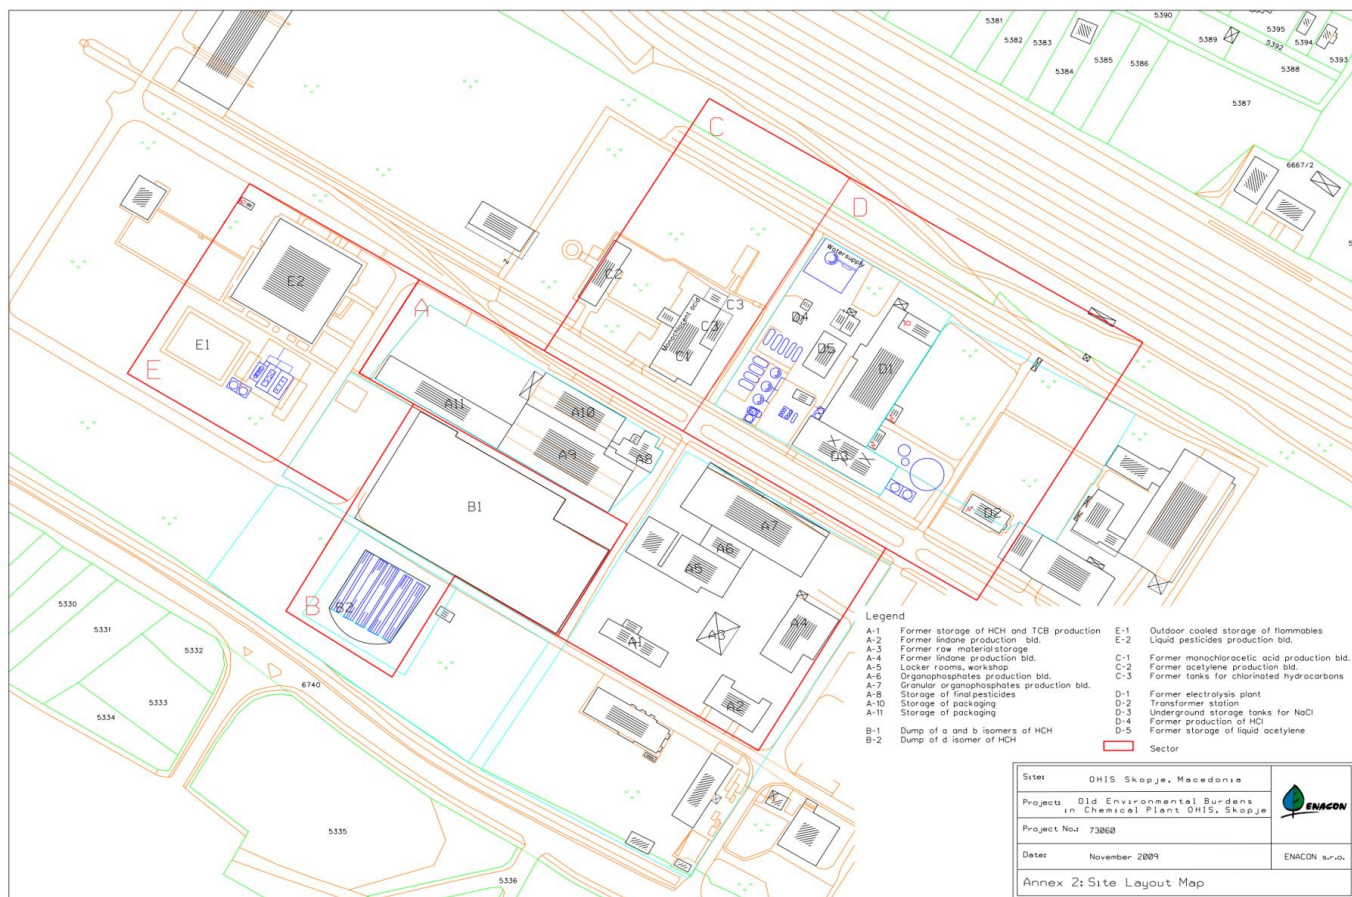 5381
5382
5383
5384
5385
5386
5390
5389
5395
5392
5394
5393
5388
5387
6667/2
C
D
Watersupply
E2
E1
E
A
C2
C3
C3
Monochloacent acid
C1
D4
D5
D1
D3
D2
A11
A10
A9
A8
B1
A7
A6
A5
B
B2
A1
A3
A4
A2
5330
5331
5332
5333
5334
6740
5335
5336
Legend
A-1 Former storage of HCH and TCB production
A-2 Former lindane production bld.
A-3 Former raw material storage
A-4 Former lindane production bld.
A-5 Locker rooms, workshop
A-6 Organophosphates production bld.
A-7 Granular organophosphates production bld.
A-8 Storage of final pesticides
A-10 Storage of packaging
A-11 Storage of packaging
B-1 Dump of a and b isomers of HCH
B-2 Dump of d isomer of HCH
E-1 Outdoor cooled storage of flammables
E-2 Liquid pesticides production bld.
C-1 Former monochloracetic acid production bld.
C-2 Former acetylene production bld.
C-3 Former tanks for chlorinated hydrocarbons
D-1 Former electrolysis plant
D-2 Transformer station
D-3 Underground storage tanks for NaCl
D-4 Former production of HCl
D-5 Former storage of liquid acetylene
Sector
Site: OHIS Skopje, Macedonia
Project: Old Environmental Burdens
in Chemical Plant OHIS, Skopje
ENACON
Project No.: 73060
Date: November 2009
ENACON s.r.o.
Annex 2: Site Layout Map